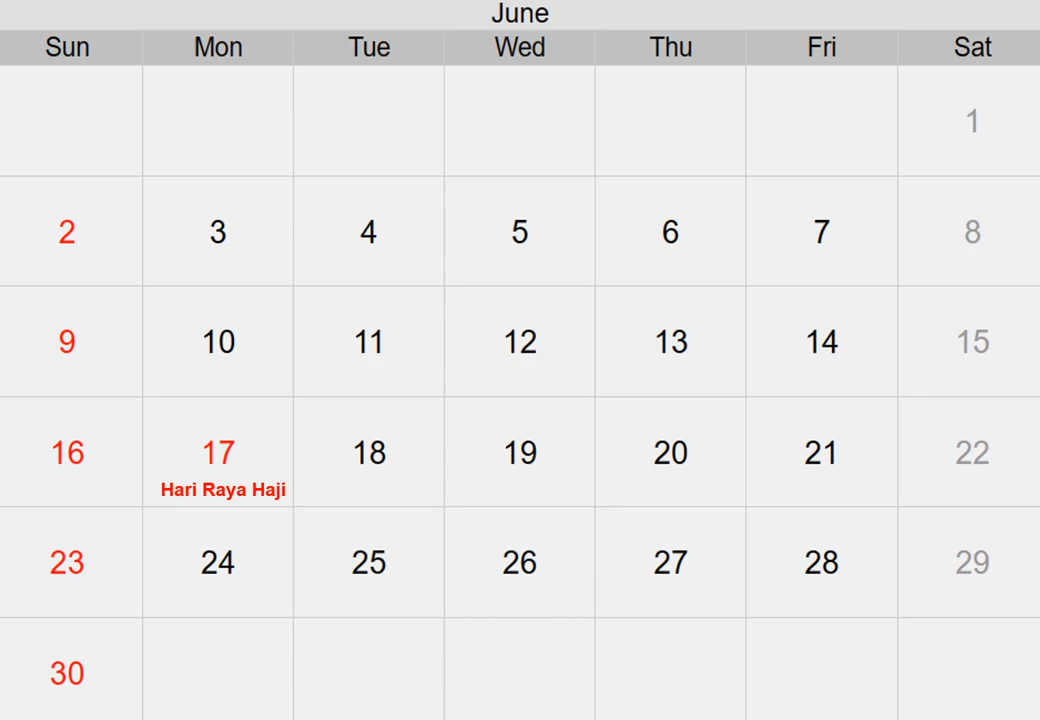 June
Sun Mon Tue Wed Thu Fri Sat
1
2 3 4 5 6 7 8
9 10 11 12 13 14 15
16 17 18 19 20 21 22
Hari Raya Haji
23 24 25 26 27 28 29
30